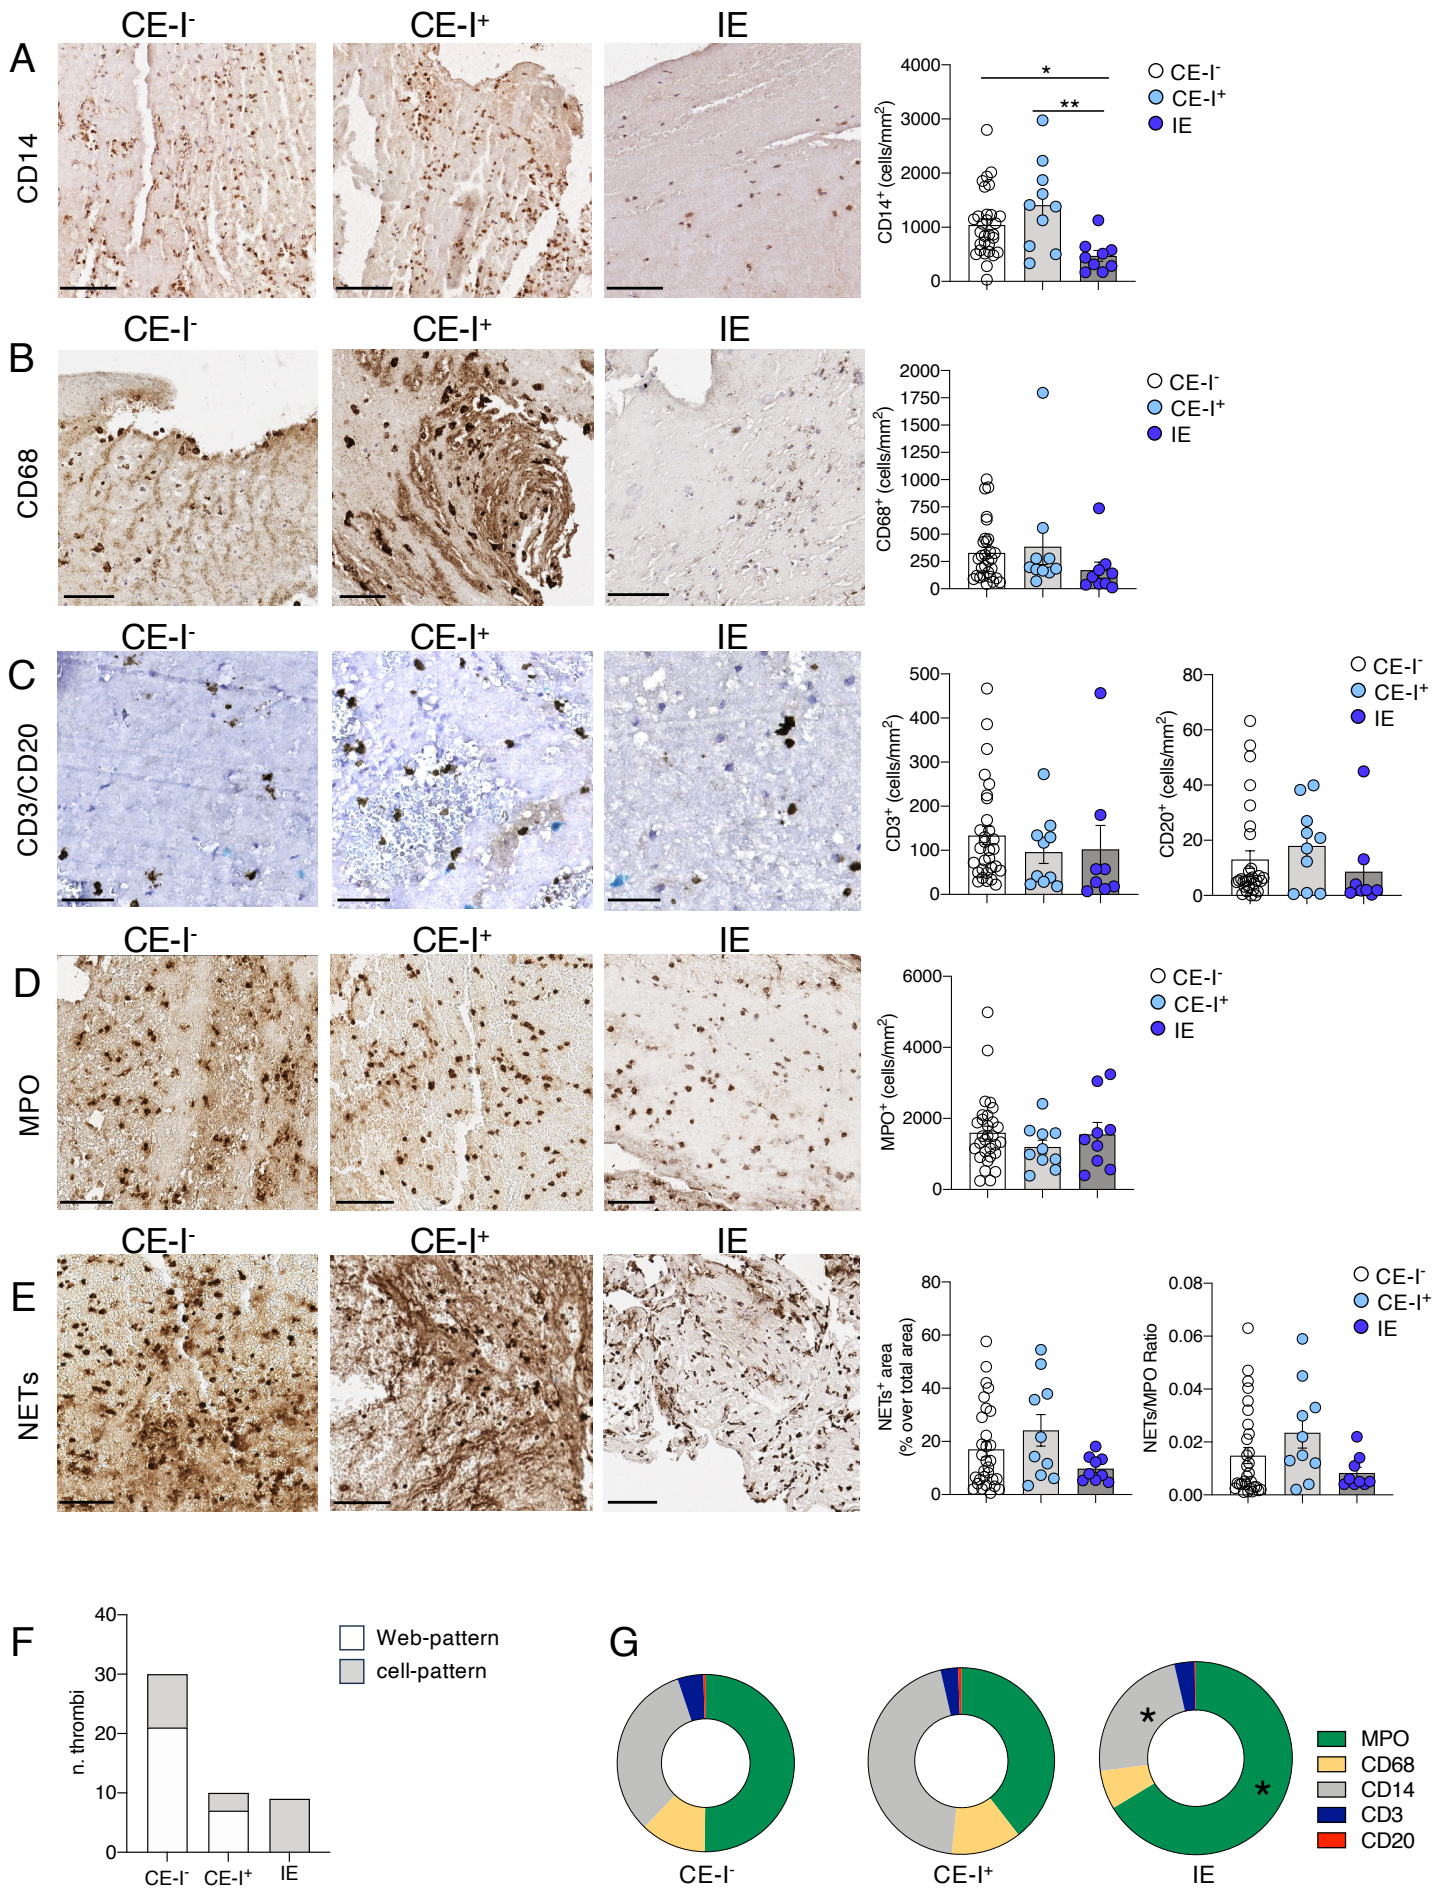 CE-I⁻ CE-I⁺ IE
A
CD14
CD14⁺ (cells/mm²)
4000
3000
2000
1000
0
*
**
CE-I⁻
CE-I⁺
IE
CE-I⁻ CE-I⁺ IE
B
CD68
CD68⁺ (cells/mm²)
2000
1750
1500
1250
1000
750
500
250
0
CE-I⁻
CE-I⁺
IE
CE-I⁻ CE-I⁺ IE
C
CD3/CD20
CD3⁺ (cells/mm²)
500
400
300
200
100
0
CD20⁺ (cells/mm²)
80
60
40
20
0
CE-I⁻
CE-I⁺
IE
CE-I⁻ CE-I⁺ IE
D
MPO
MPO⁺ (cells/mm²)
6000
4000
2000
0
CE-I⁻
CE-I⁺
IE
CE-I⁻ CE-I⁺ IE
E
NETs
NETs⁺ area
(% over total area)
80
60
40
20
0
NETs/MPO Ratio
0.08
0.06
0.04
0.02
0.00
CE-I⁻
CE-I⁺
IE
F
n. thrombi
40
30
20
10
0
CE-I⁻ CE-I⁺ IE
Web-pattern
cell-pattern
G
*
*
CE-I⁻ CE-I⁺ IE
MPO
CD68
CD14
CD3
CD20